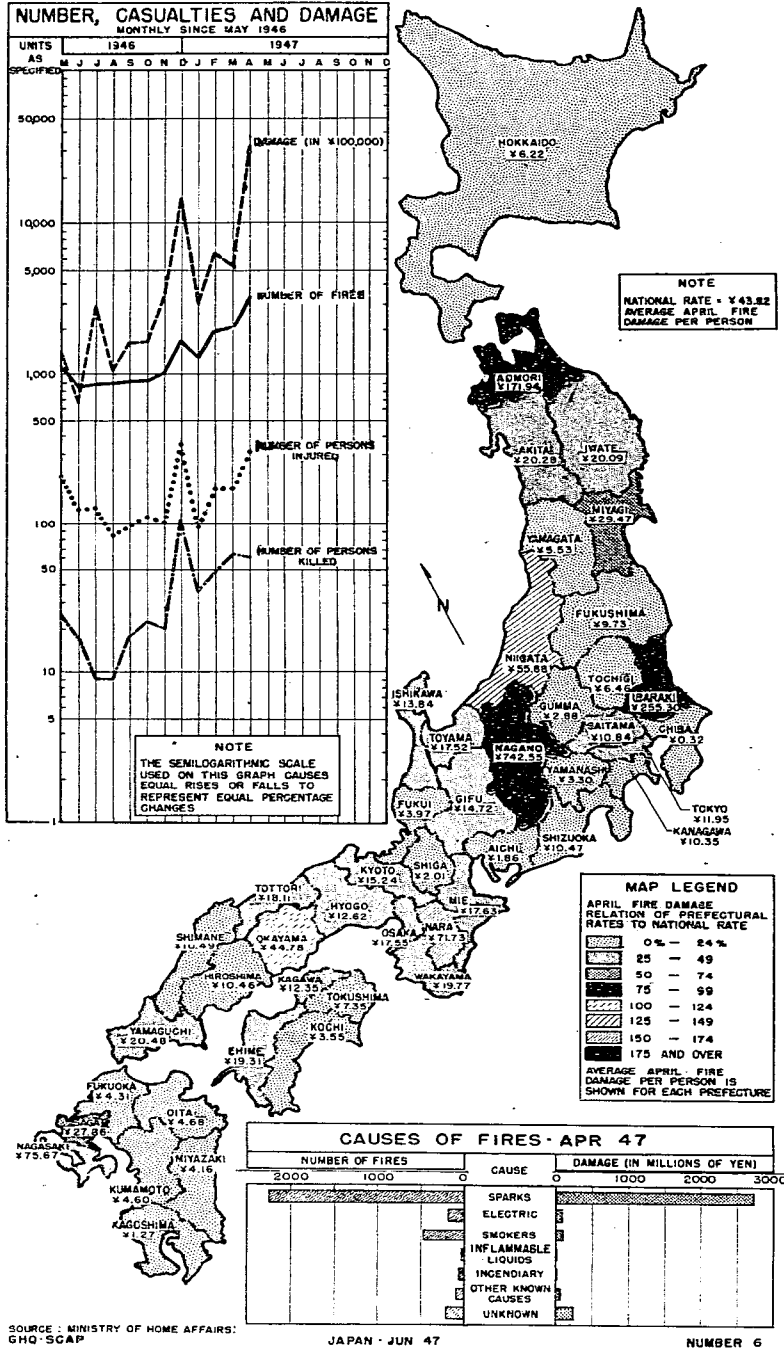 NUMBER, CASUALTIES AND DAMAGE
MONTHLY SINCE MAY 1946
UNITS AS SPECIFIED
1946
1947
M J J A S O N D F M A M J J A S O N D
50,000
10,000
5,000
1,000
500
100
50
10
5
1
DAMAGE (IN ¥100,000)
NUMBER OF FIRES
NUMBER OF PERSONS
INJURED
NUMBER OF PERSONS
KILLED
NOTE
THE SEMILOGARITHMIC SCALE
USED ON THIS GRAPH CAUSES
EQUAL RISES OR FALLS TO
REPRESENT EQUAL PERCENTAGE
CHANGES
HOKKAIDO
¥6.22
NOTE
NATIONAL RATE = ¥43.82
AVERAGE APRIL FIRE
DAMAGE PER PERSON
AOMORI
¥171.94
AKITA
¥20.28
IWATE
¥20.09
MIYAGI
¥29.47
YAMAGATA
¥5.53
N
FUKUSHIMA
¥9.73
NIIGATA
¥55.88
TOCHIGI
¥6.46
IBARAKI
¥255.30
ISHIKAWA
¥13.84
GUMMA
¥2.88
SAITAMA
¥10.84
CHIBA
¥0.32
TOYAMA
¥17.52
NAGANO
¥742.55
YAMANASHI
¥3.30
TOKYO
¥11.95
KANAGAWA
¥10.35
FUKUI
¥3.97
GIFU
¥14.72
SHIZUOKA
¥10.47
AICHI
¥1.86
KYOTO
¥15.24
SHIGA
¥2.01
TOTTORI
¥18.11
HYOGO
¥12.62
MIE
¥17.63
SHIMANE
¥10.49
OKAYAMA
¥44.78
OSAKA
¥17.55
NARA
¥71.73
HIROSHIMA
¥10.46
KAGAWA
¥12.35
WAKAYAMA
¥19.77
TOKUSHIMA
¥7.35
YAMAGUCHI
¥20.48
KOCHI
¥3.55
EHIME
¥19.31
FUKUOKA
¥4.31
SAGA
¥27.86
OITA
¥4.68
NAGASAKI
¥75.67
MIYAZAKI
¥4.16
KUMAMOTO
¥4.60
KAGOSHIMA
¥1.27
MAP LEGEND
APRIL FIRE DAMAGE
RELATION OF PREFECTURAL
RATES TO NATIONAL RATE
0% — 24%
25 — 49
50 — 74
75 — 99
100 — 124
125 — 149
150 — 174
175 AND OVER
AVERAGE APRIL FIRE
DAMAGE PER PERSON IS
SHOWN FOR EACH PREFECTURE
CAUSES OF FIRES - APR 47
NUMBER OF FIRES
CAUSE
DAMAGE (IN MILLIONS OF YEN)
2000 1000 0
0 1000 2000 3000
SPARKS
ELECTRIC
SMOKERS
INFLAMMABLE
LIQUIDS
INCENDIARY
OTHER KNOWN
CAUSES
UNKNOWN
SOURCE : MINISTRY OF HOME AFFAIRS:
GHQ-SCAP
JAPAN - JUN 47
NUMBER 6